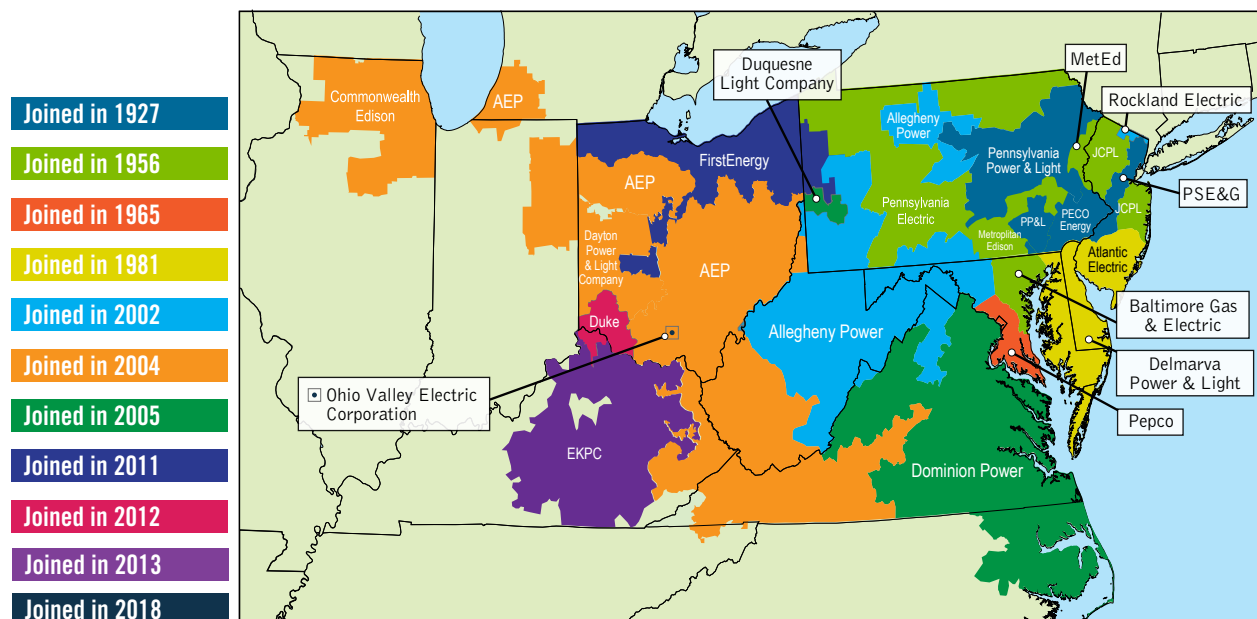 Joined in 1927
Joined in 1956
Joined in 1965
Joined in 1981
Joined in 2002
Joined in 2004
Joined in 2005
Joined in 2011
Joined in 2012
Joined in 2013
Joined in 2018
Commonwealth
Edison
AEP
Duquesne
Light Company
MetEd
Rockland Electric
Allegheny
Power
FirstEnergy
Pennsylvania
Power & Light
JCPL
PSE&G
AEP
Pennsylvania
Electric
PP&L
PECO
Energy
JCPL
Metroplitan
Edison
Dayton
Power
& Light
Company
AEP
Atlantic
Electric
Duke
Allegheny Power
Baltimore Gas
& Electric
Delmarva
Power & Light
Ohio Valley Electric
Corporation
Pepco
EKPC
Dominion Power